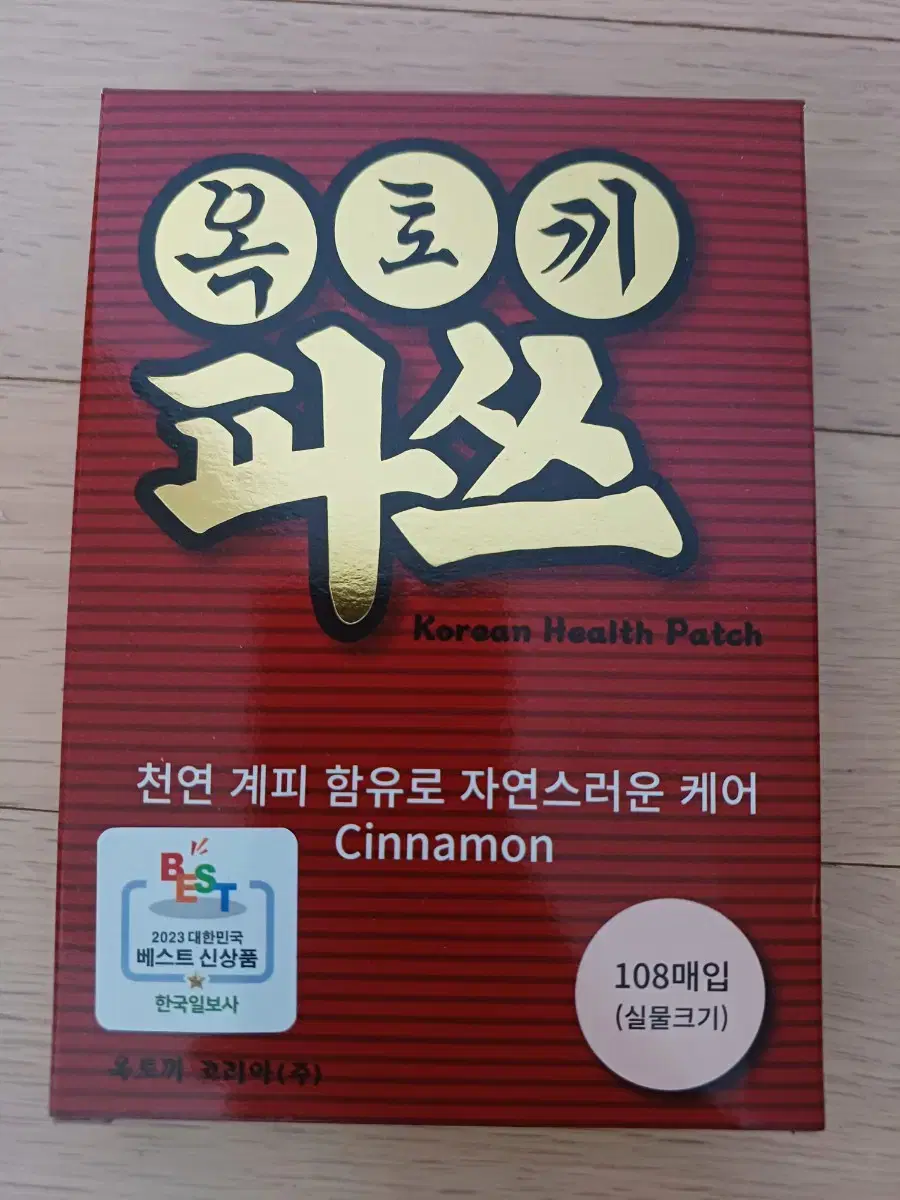 옥토끼
파쓰
Korean Health Patch
천연 계피 함유로 자연스러운 케어
Cinnamon
BEST
2023 대한민국
베스트 신상품
한국일보사
108매입
(실물크기)
옥토끼 코리아(주)